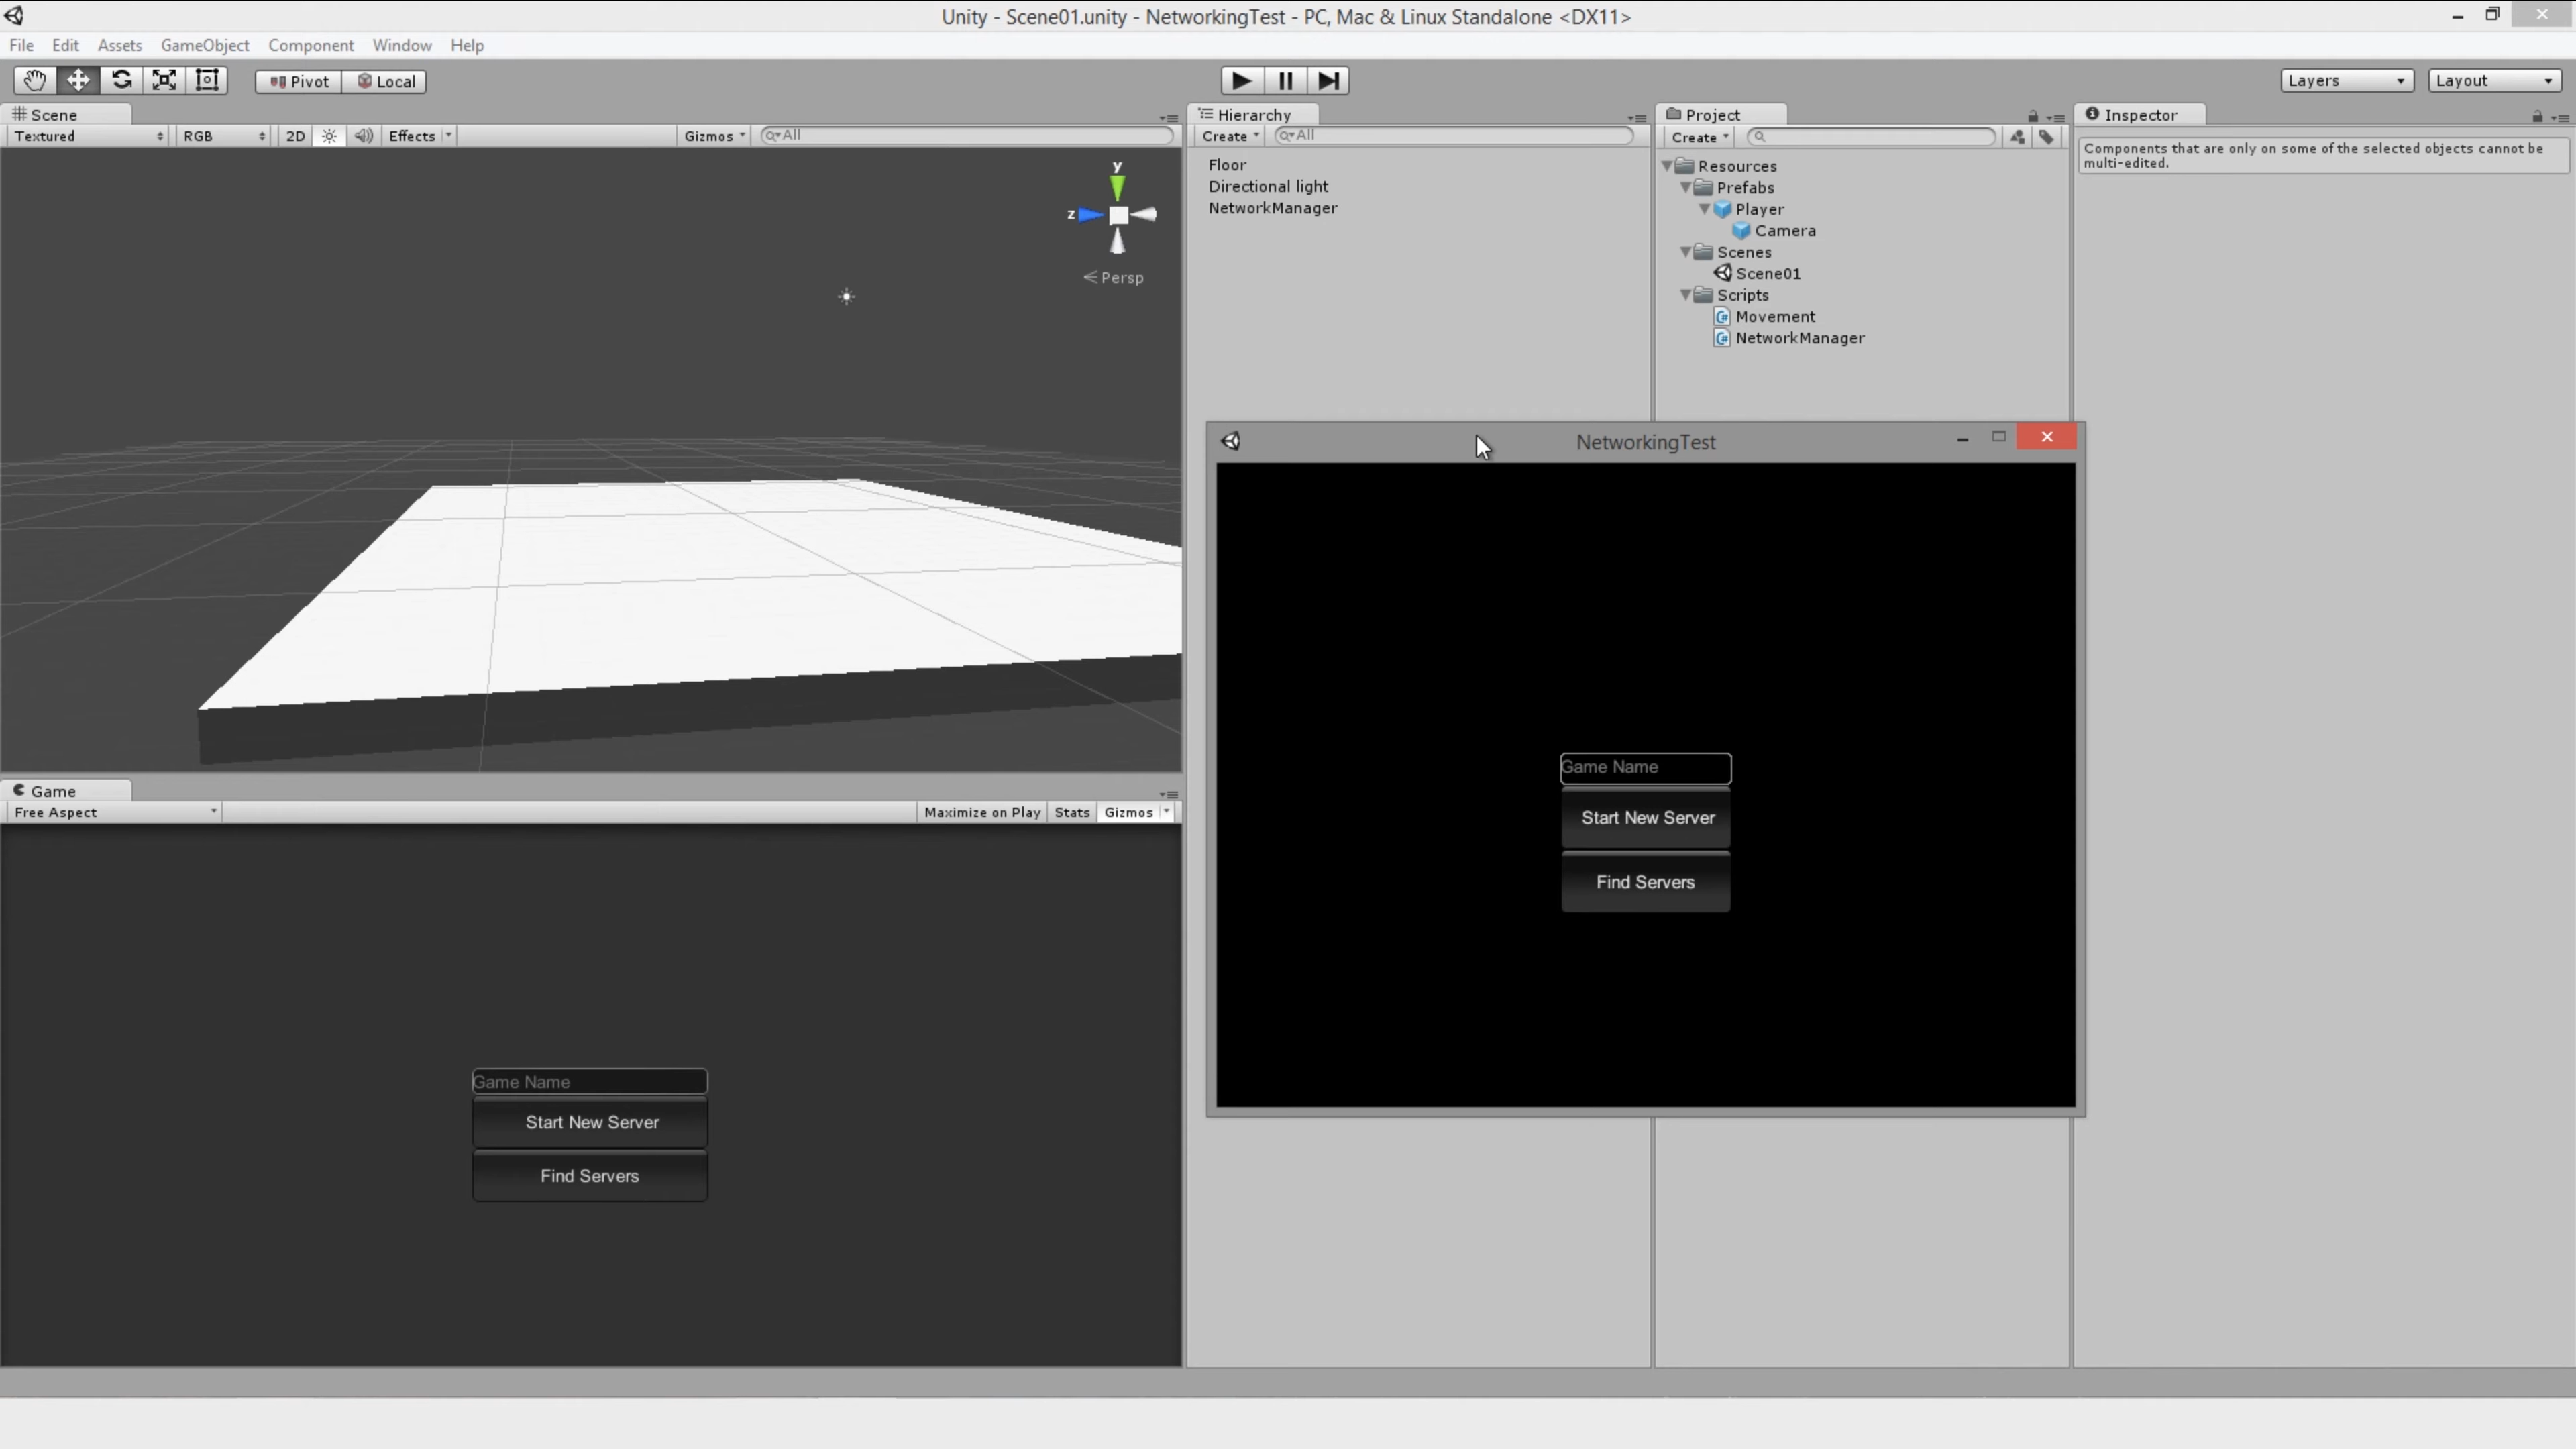 Unity - Scene01.unity - NetworkingTest - PC, Mac & Linux Standalone <DX11>
File Edit Assets GameObject Component Window Help
Pivot Local
Layers Layout
Scene
Textured RGB 2D Effects Gizmos All
y
z
Persp
Hierarchy
Create All
Floor
Directional light
NetworkManager
Project
Create
Resources
Prefabs
Player
Camera
Scenes
Scene01
Scripts
Movement
NetworkManager
Inspector
Components that are only on some of the selected objects cannot be
multi-edited.
NetworkingTest
Game Name
Start New Server
Find Servers
Game
Free Aspect Maximize on Play Stats Gizmos
Game Name
Start New Server
Find Servers